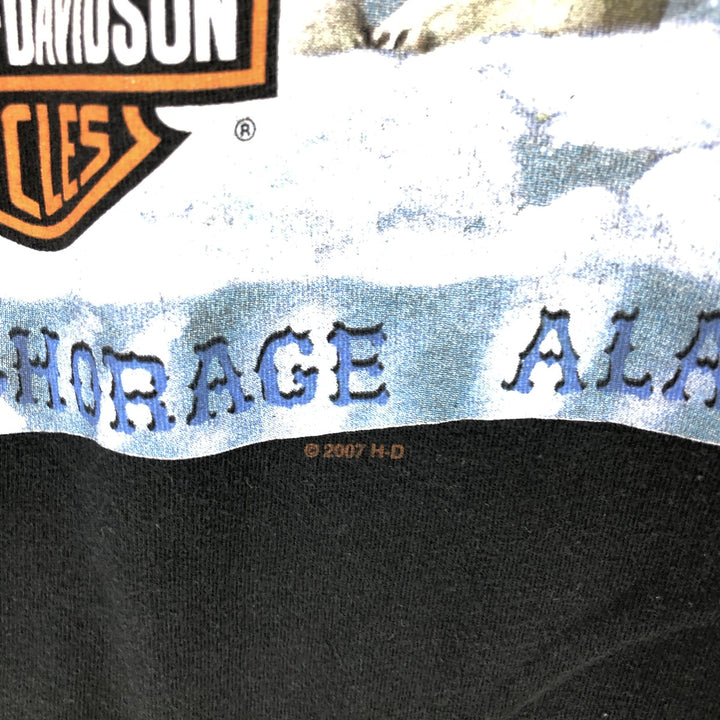 DAVIDSON
CLES
®
HORAGE ALA
© 2007 H-D